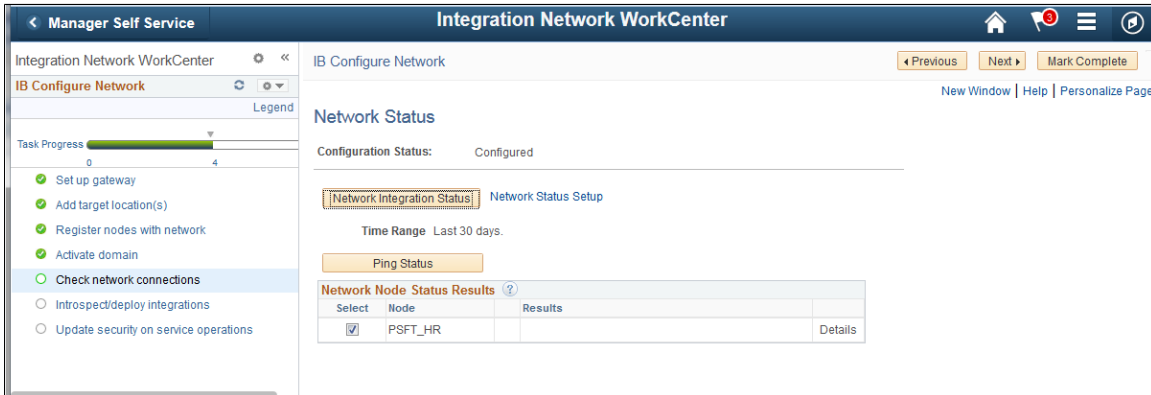 Manager Self Service
Integration Network WorkCenter
3
Integration Network WorkCenter
IB Configure Network
Legend
Task Progress
0 4
Set up gateway
Add target location(s)
Register nodes with network
Activate domain
Check network connections
Introspect/deploy integrations
Update security on service operations
IB Configure Network
Previous Next Mark Complete
New Window | Help | Personalize Page
Network Status
Configuration Status: Configured
Network Integration Status Network Status Setup
Time Range Last 30 days.
Ping Status
Network Node Status Results ?
Select Node Results
PSFT_HR Details